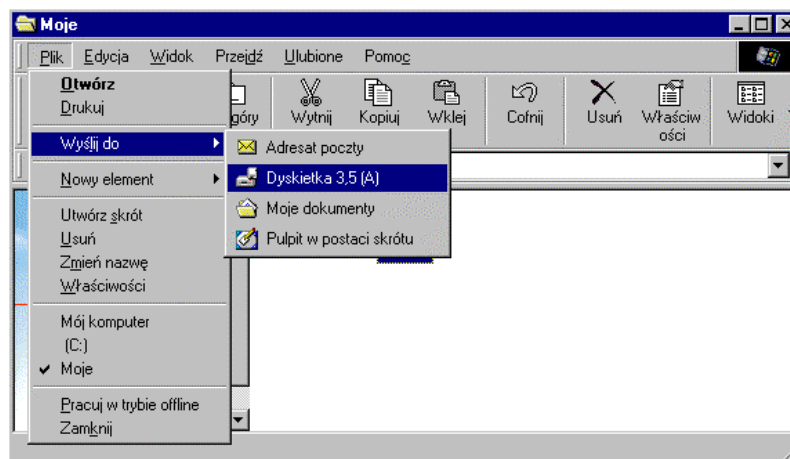 Moje
Plik Edycja Widok Przejdź Ulubione Pomoc
góry Wytnij Kopiuj Wklej Cofnij Usuń Właściw
ości Widoki
Otwórz
Drukuj
Wyślij do
Nowy element
Utwórz skrót
Usuń
Zmień nazwę
Właściwości
Mój komputer
(C:)
Moje
Pracuj w trybie offline
Zamknij
Adresat poczty
Dyskietka 3,5 (A)
Moje dokumenty
Pulpit w postaci skrótu